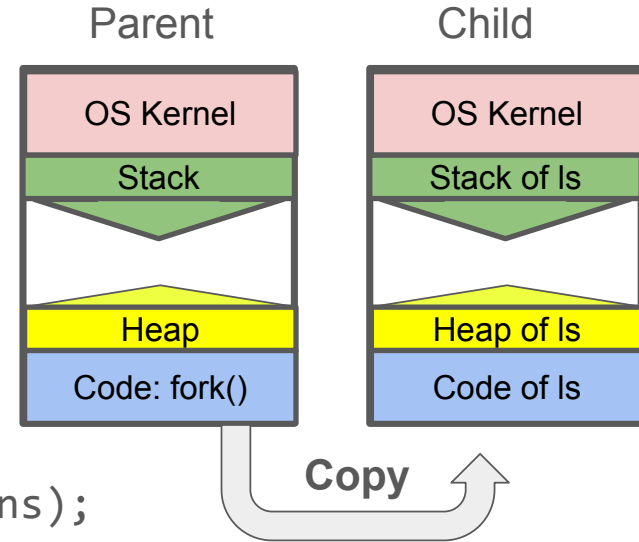 Parent
Child
OS Kernel
OS Kernel
Stack
Stack of ls
Heap
Heap of ls
Code: fork()
Code of ls
Copy
ns);